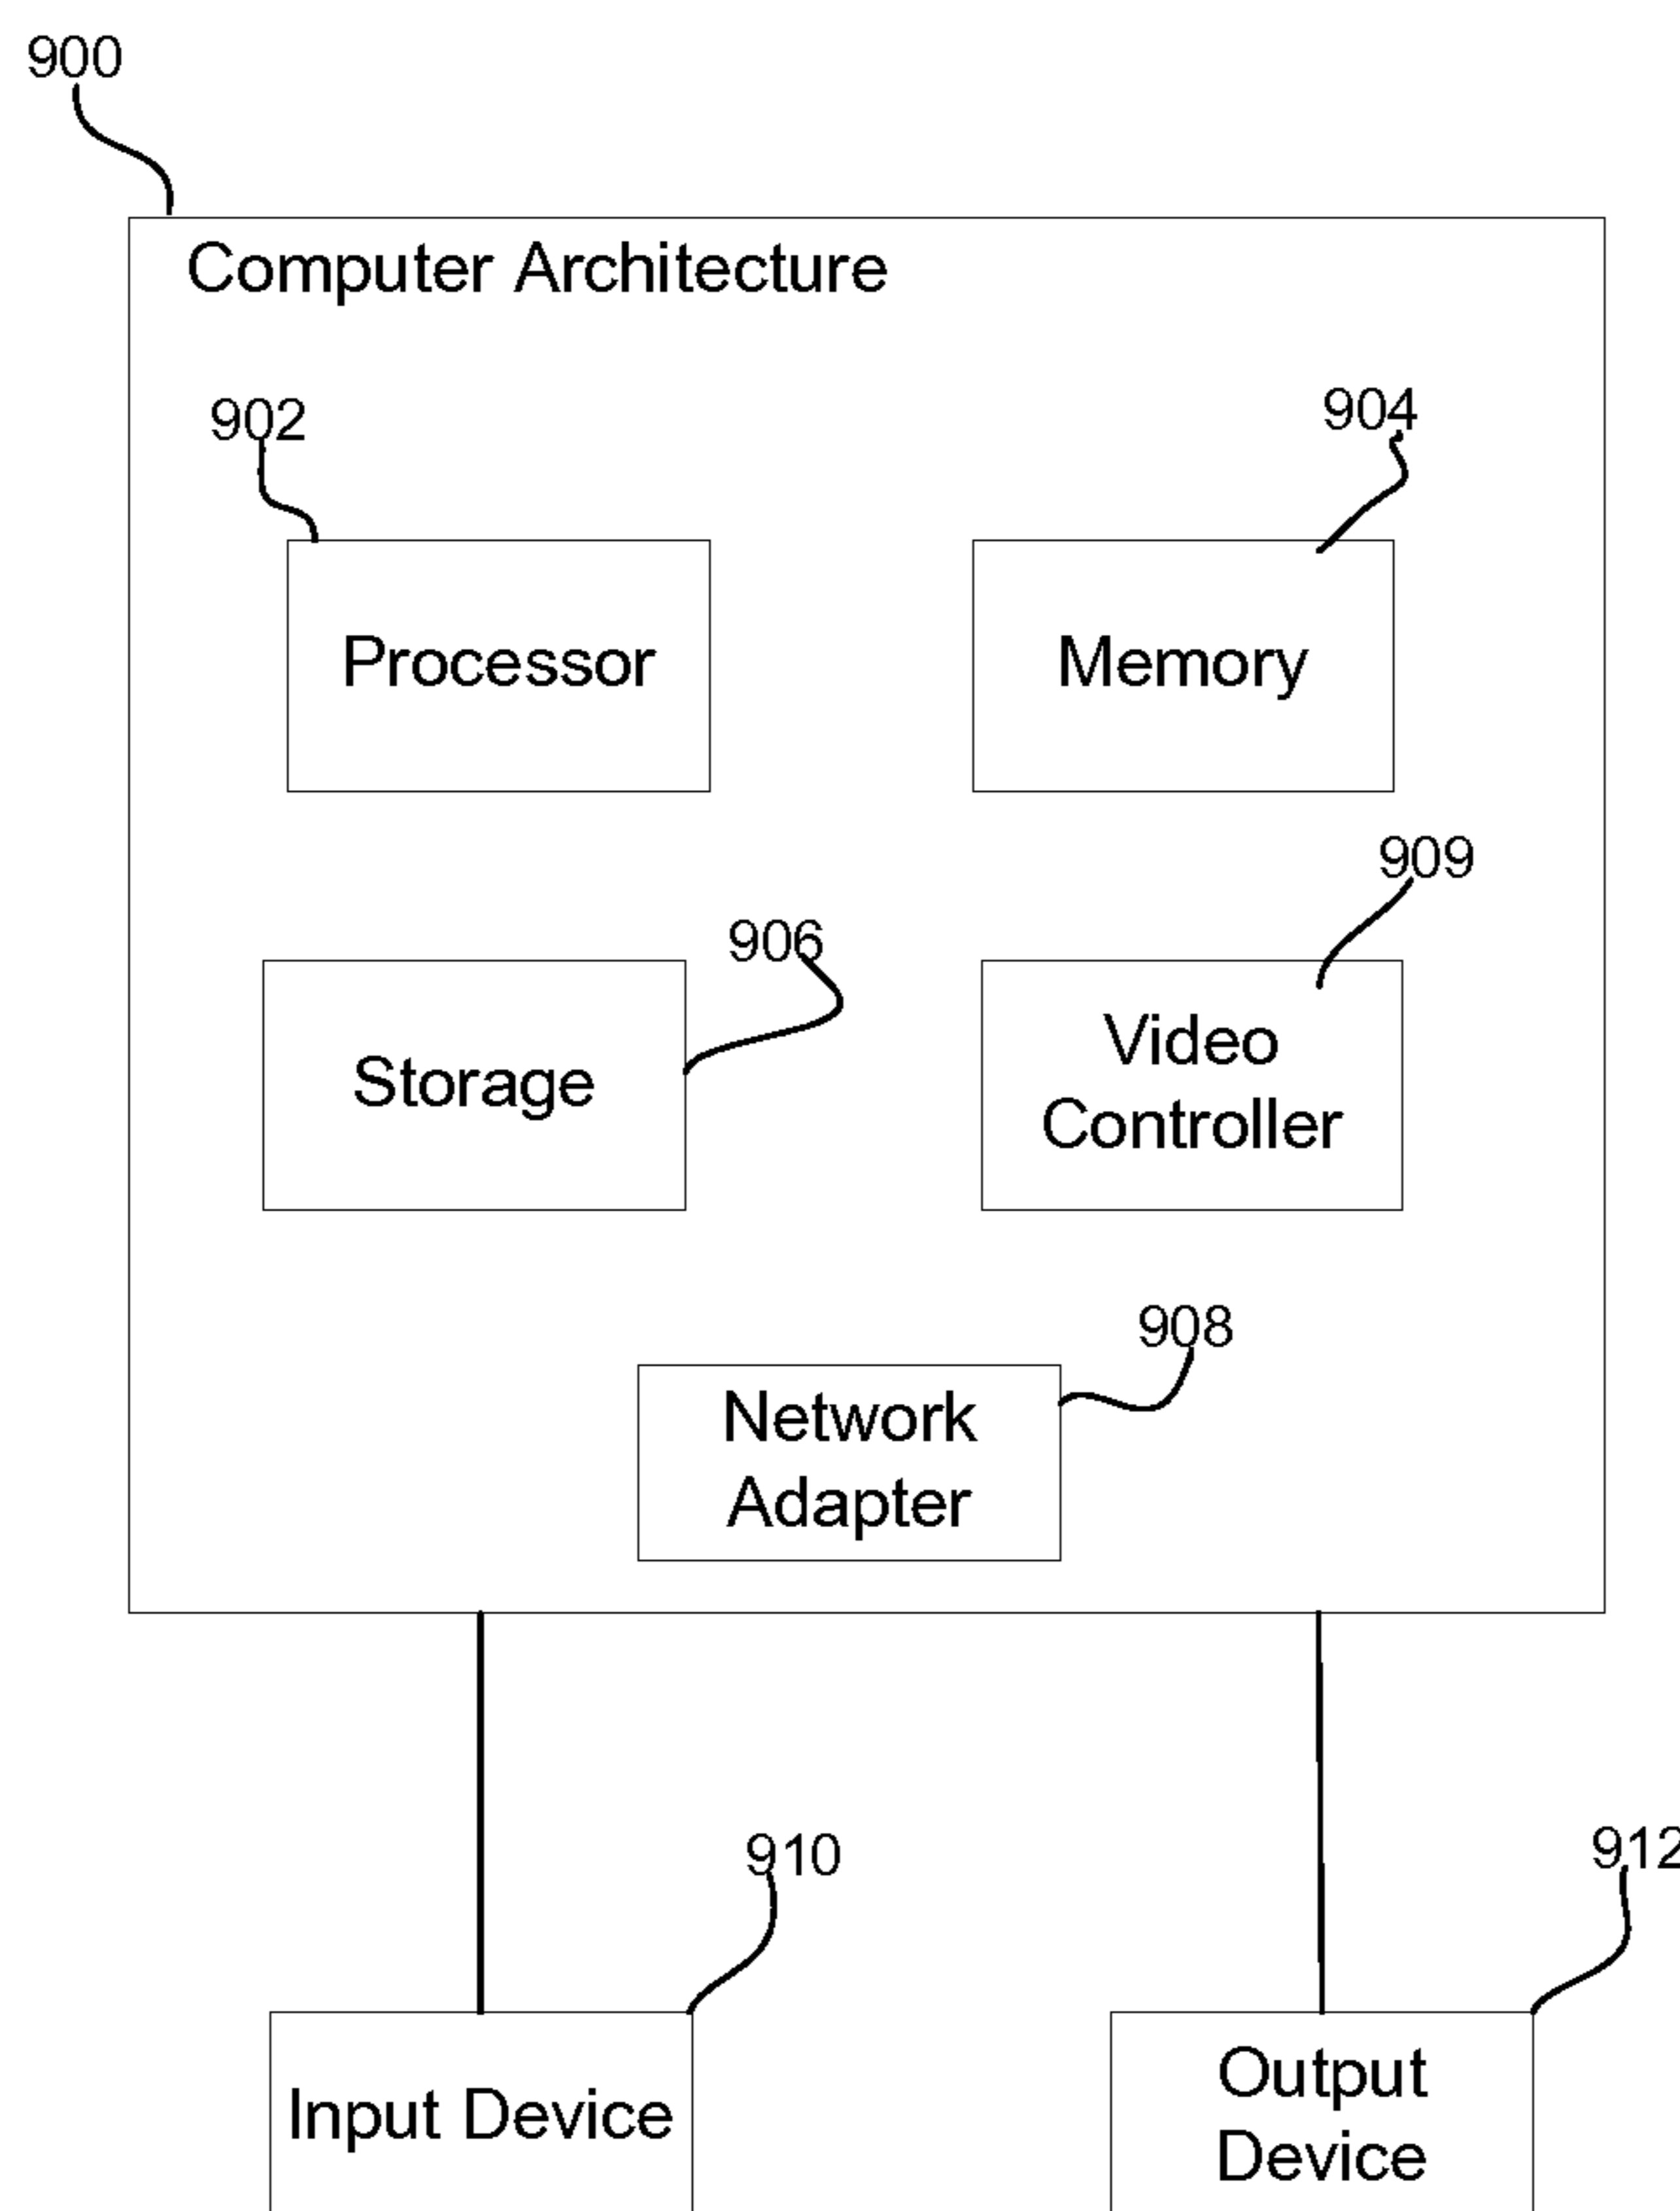 900
Computer Architecture
902
904
Processor
Memory
909
906
Storage
Video
Controller
908
Network
Adapter
910
912
Input Device
Output
Device